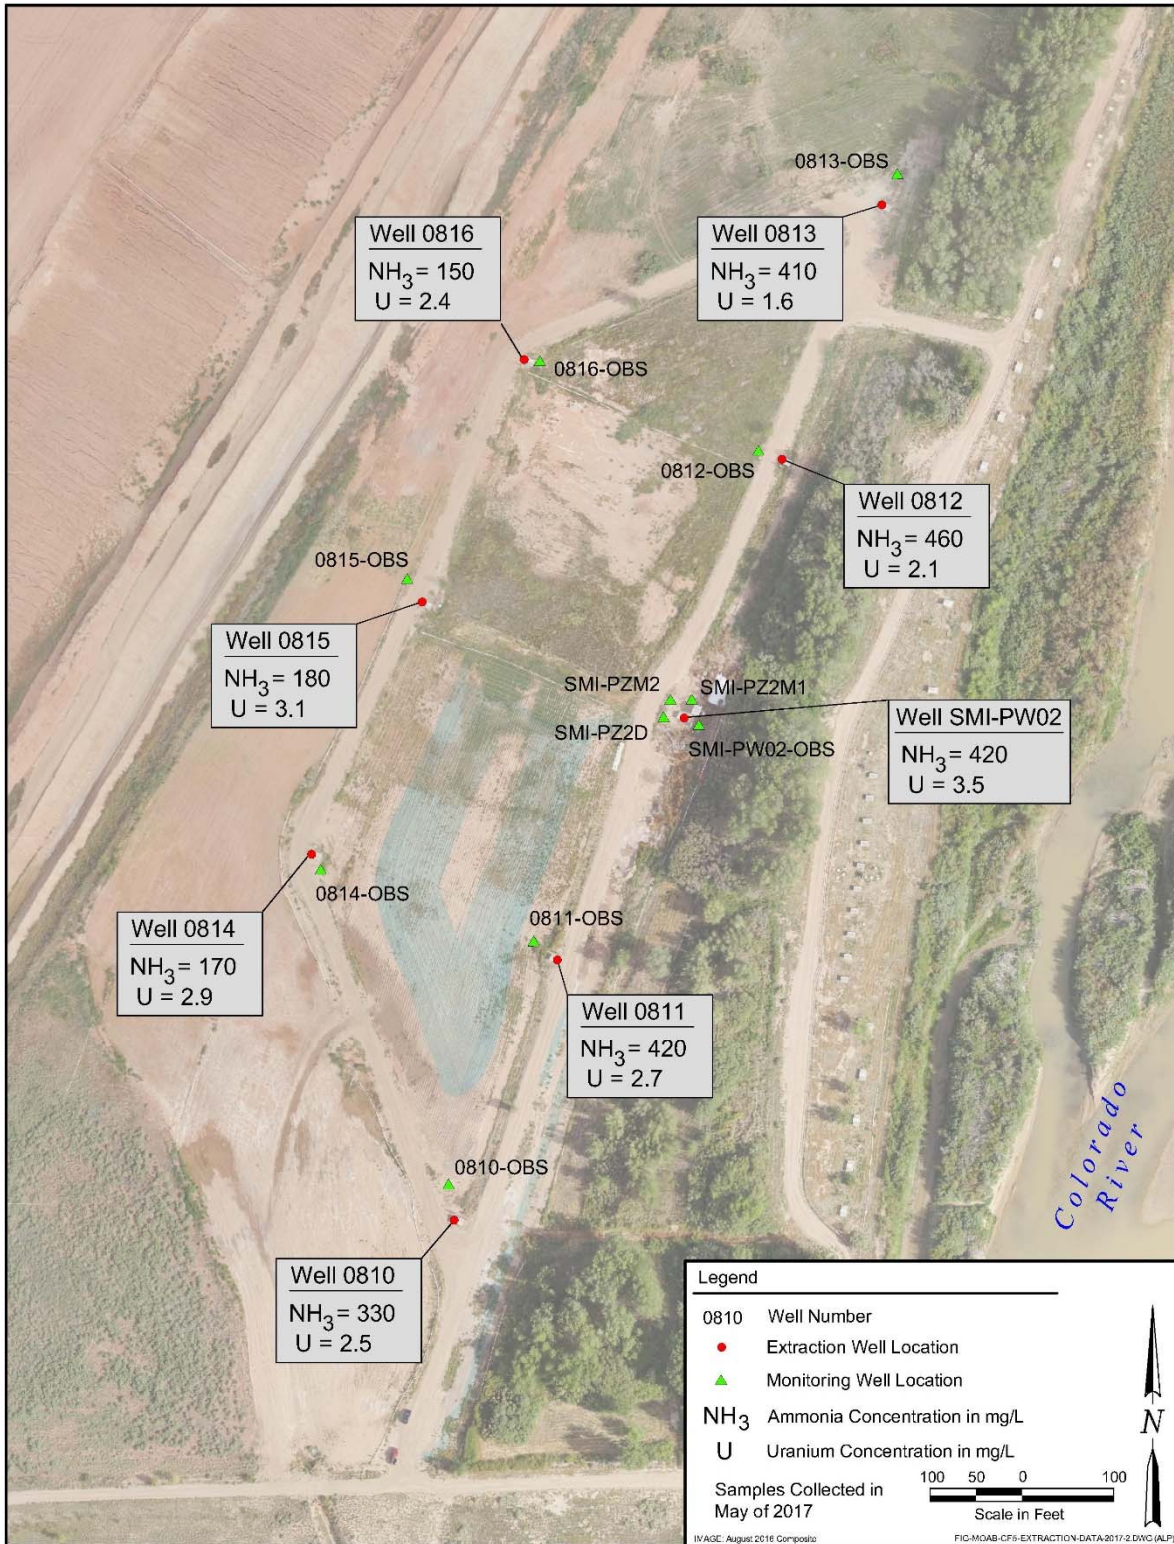 0813-OBS
Well 0816
NH3 = 150
U = 2.4
Well 0813
NH3 = 410
U = 1.6
0816-OBS
0812-OBS
Well 0812
NH3 = 460
U = 2.1
0815-OBS
Well 0815
NH3 = 180
U = 3.1
SMI-PZM2
SMI-PZ2M1
SMI-PZ2D
SMI-PW02-OBS
Well SMI-PW02
NH3 = 420
U = 3.5
0814-OBS
Well 0814
NH3 = 170
U = 2.9
0811-OBS
Well 0811
NH3 = 420
U = 2.7
0810-OBS
Well 0810
NH3 = 330
U = 2.5
Colorado
River
Legend
0810 Well Number
Extraction Well Location
Monitoring Well Location
NH3 Ammonia Concentration in mg/L
U Uranium Concentration in mg/L
N
Samples Collected in
May of 2017
100 50 0 100
Scale in Feet
IMAGE: August 2016 Composite